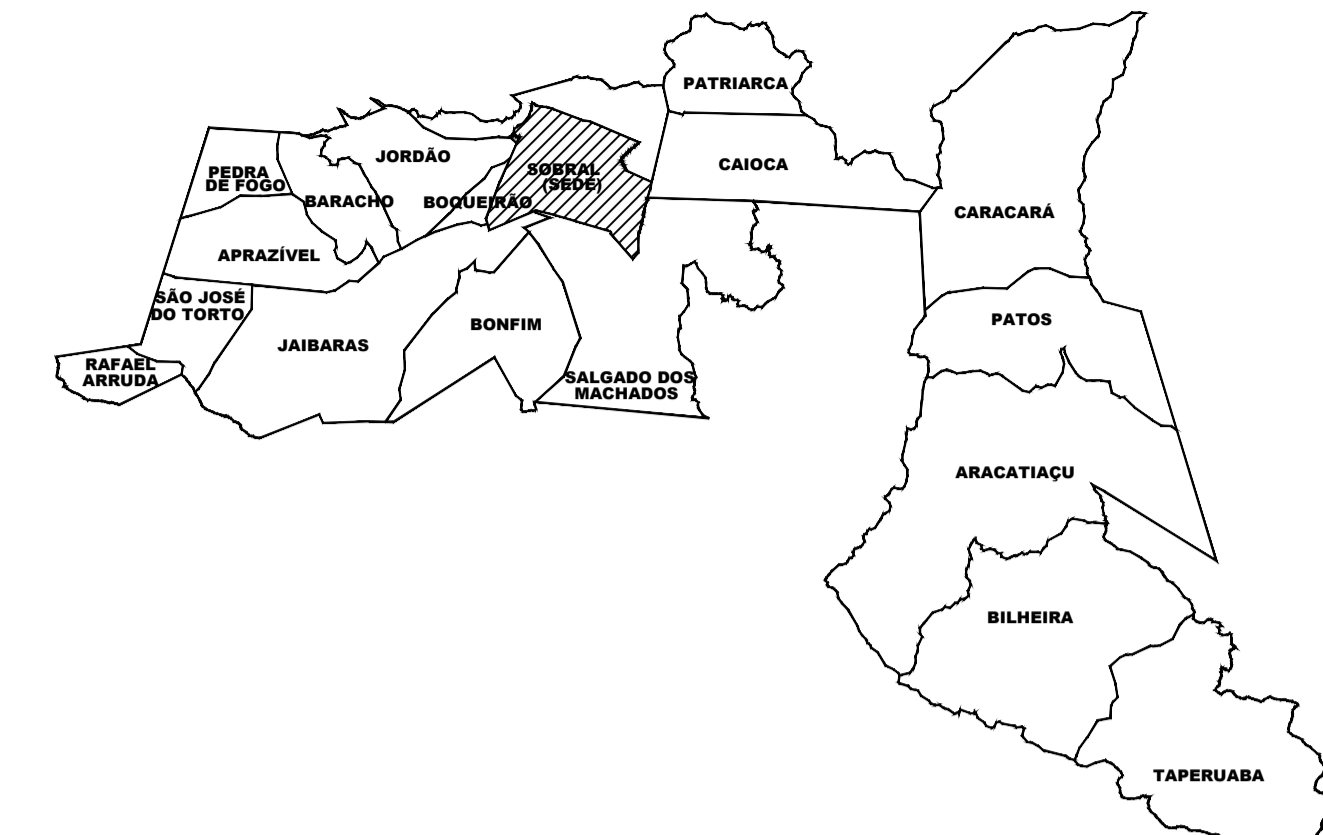 PATRIARCA
JORDÃO
CAIOCA
SOBRAL
(SEDE)
PEDRA
DE FOGO
BARACHO
BOQUEIRÃO
CARACARÁ
APRAZÍVEL
SÃO JOSÉ
DO TORTO
PATOS
BONFIM
JAIBARAS
RAFAEL
ARRUDA
SALGADO DOS
MACHADOS
ARACATIAÇU
BILHEIRA
TAPERUABA